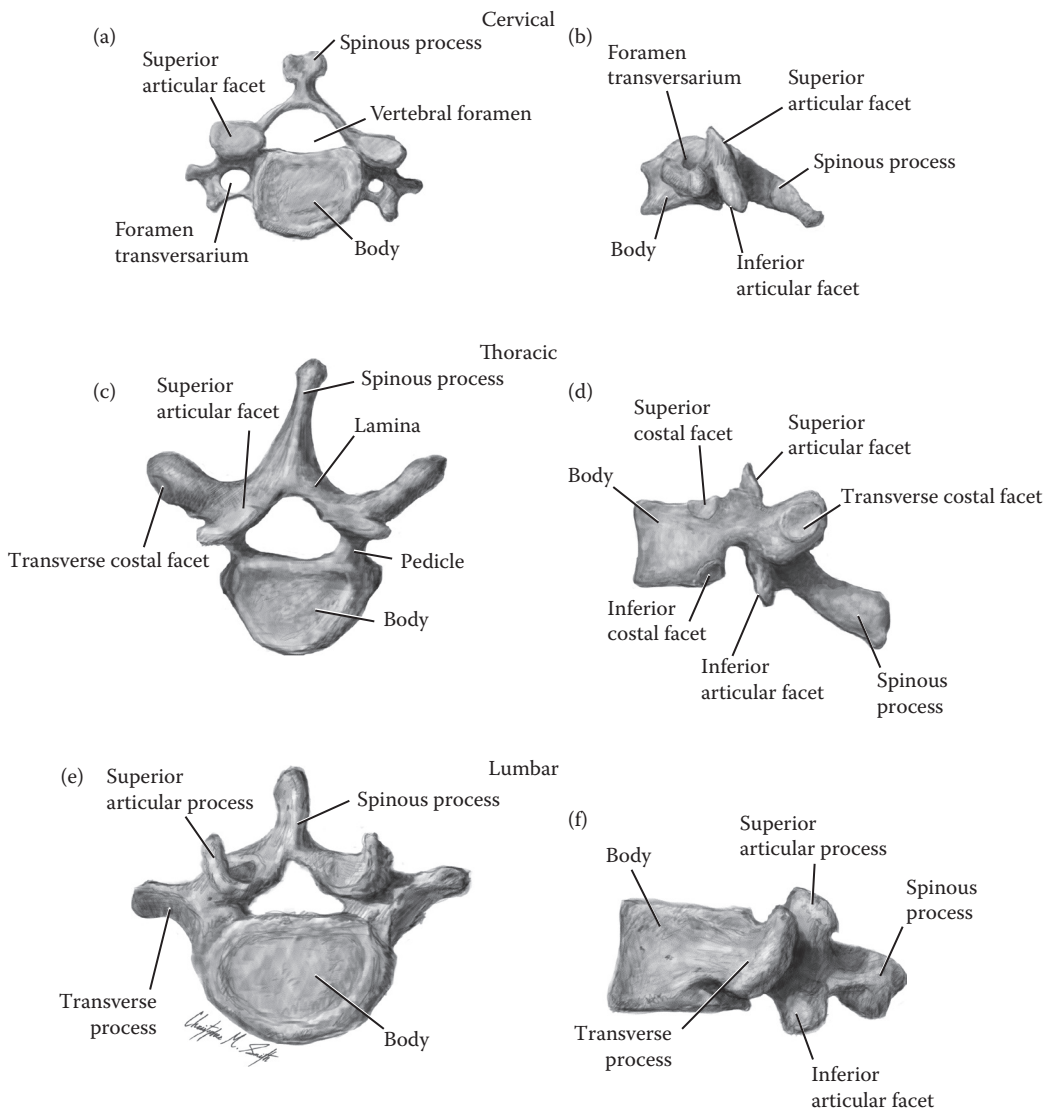 Cervical
(a)
Spinous process
Superior
articular facet
Vertebral foramen
Foramen
transversarium
Body
(b)
Foramen
transversarium
Superior
articular facet
Spinous process
Body
Inferior
articular facet
Thoracic
(c)
Superior
articular facet
Spinous process
Lamina
Transverse costal facet
Pedicle
Body
(d)
Superior
costal facet
Superior
articular facet
Body
Transverse costal facet
Inferior
costal facet
Inferior
articular facet
Spinous
process
Lumbar
(e)
Superior
articular process
Spinous process
Transverse
process
Body
Christopher M. Smith
(f)
Superior
articular process
Body
Spinous
process
Transverse
process
Inferior
articular facet